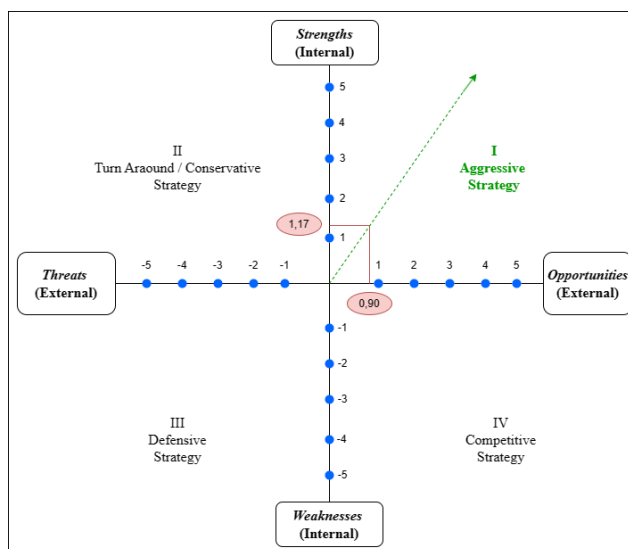 Strengths
(Internal)
5
4
3
2
1
1,17
II
Turn Araound / Conservative
Strategy
I
Aggressive
Strategy
Threats
(External)
-5 -4 -3 -2 -1
1 2 3 4 5
Opportunities
(External)
0,90
-1
-2
-3
-4
-5
III
Defensive
Strategy
IV
Competitive
Strategy
Weaknesses
(Internal)